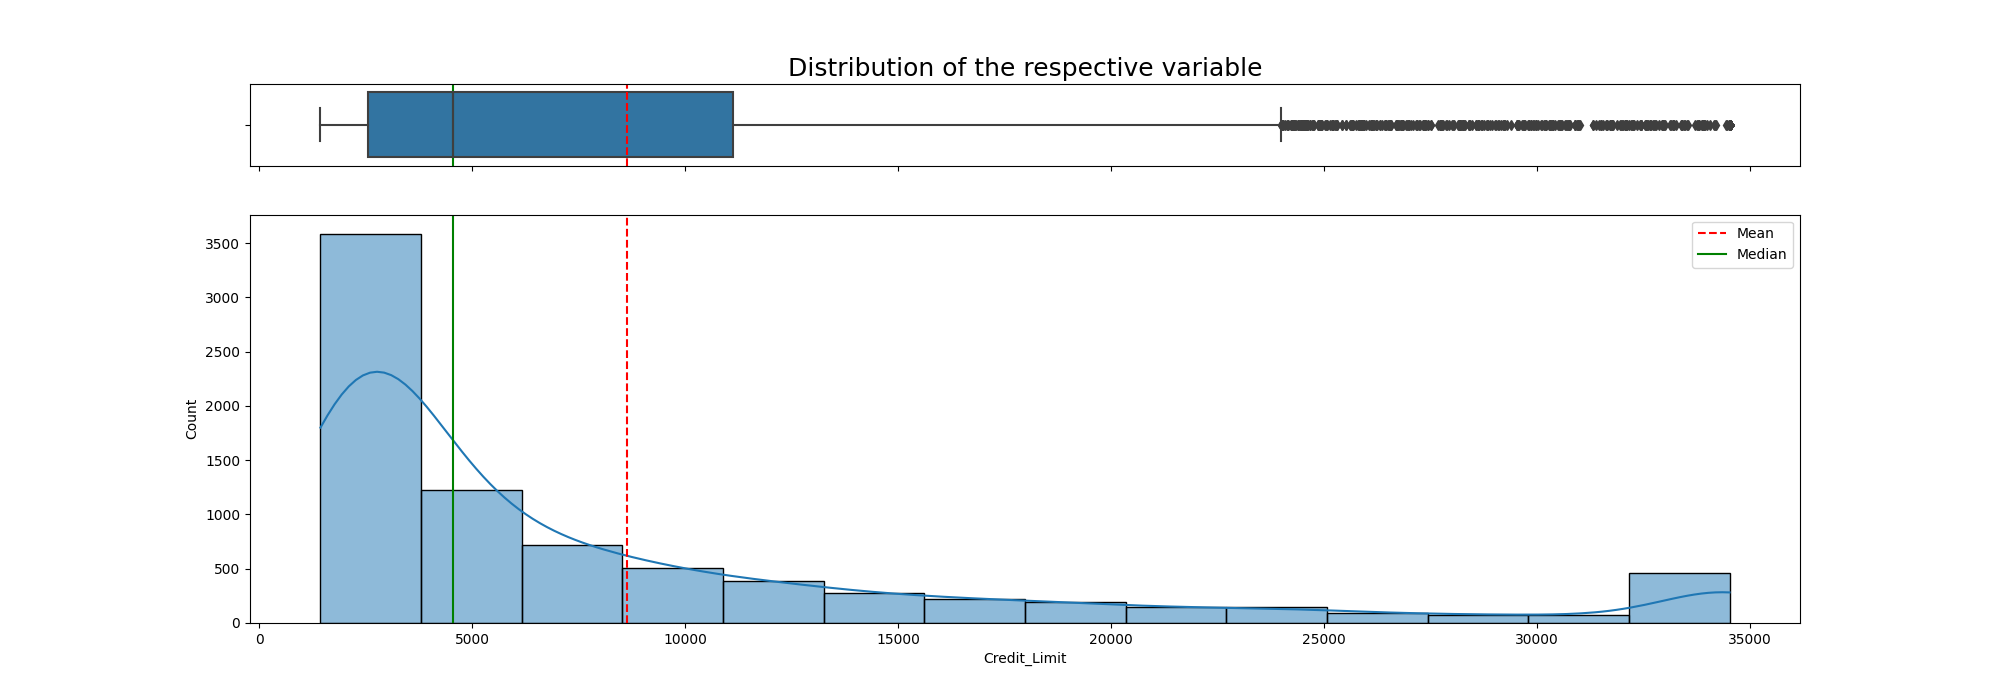 Distribution of the respective variable
Mean
Median
3500
3000
2500
2000
1500
1000
500
0
Count
0 5000 10000 15000 20000 25000 30000 35000
Credit_Limit